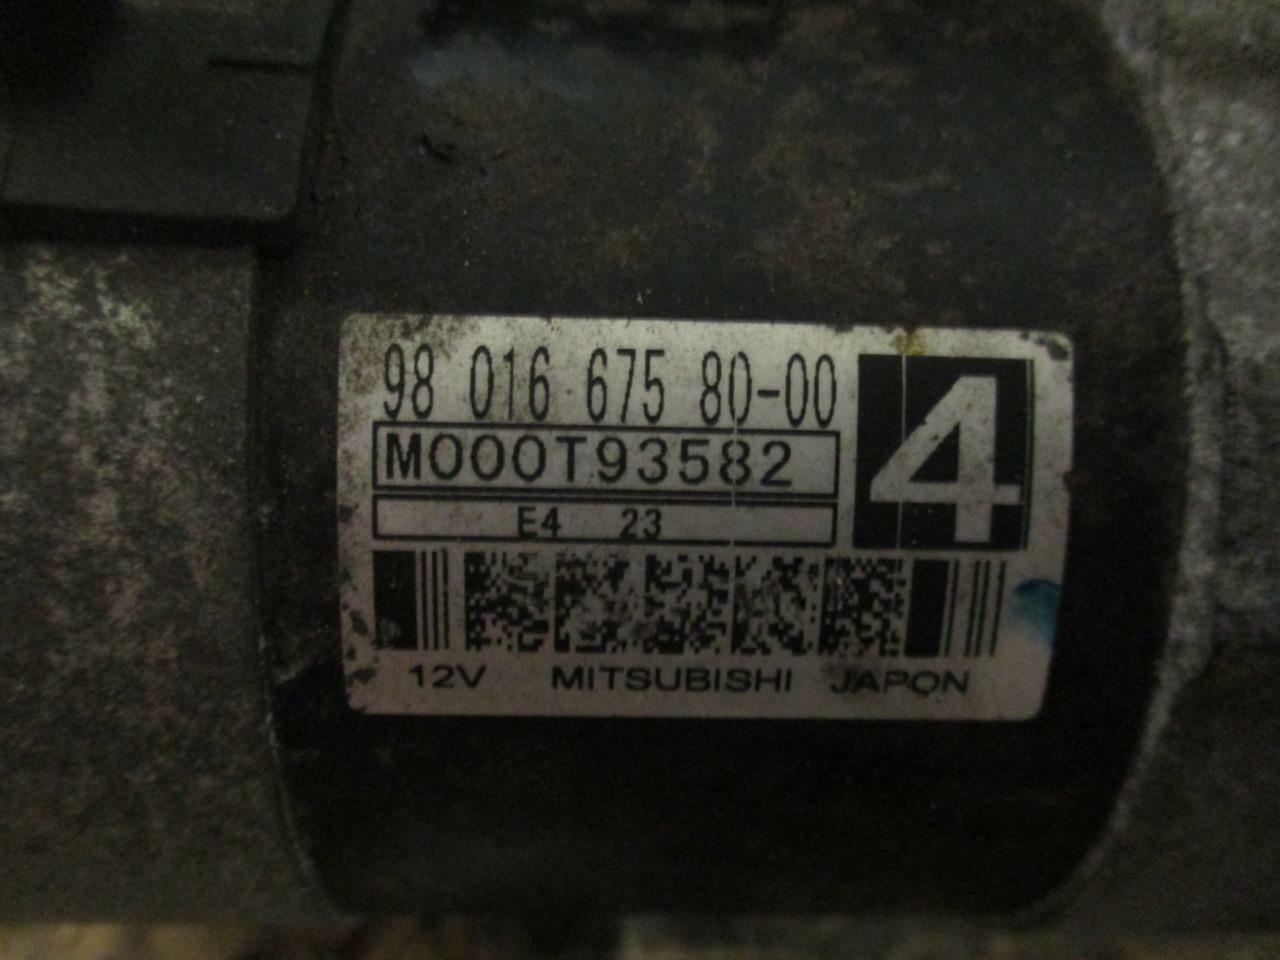 98 016 675 80-00
4
M000T93582
E4 23
12V MITSUBISHI JAPON